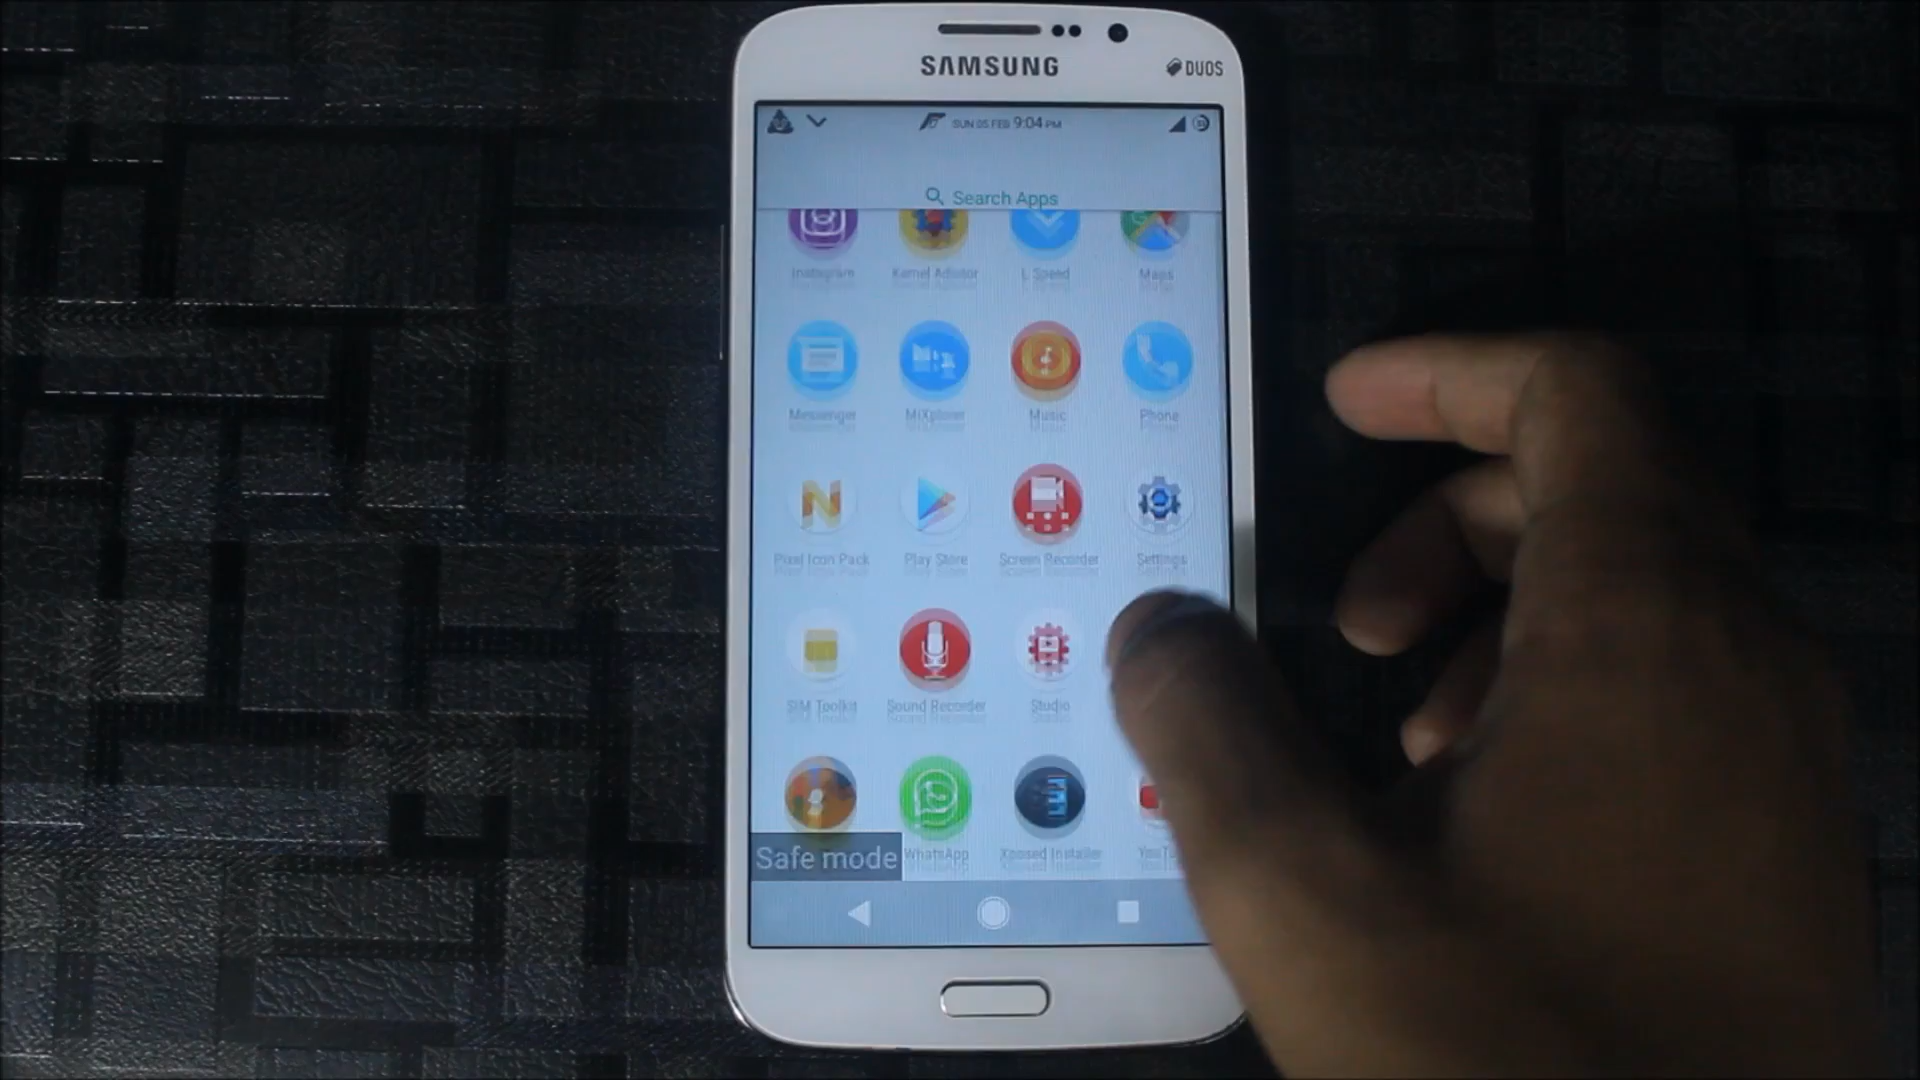 SAMSUNG
DUOS
SUN 05 FEB 9:04 PM
Search Apps
Instagram Kernel Adiutor L Speed Maps
Messenger MiXplorer Music Phone
Pixel Icon Pack Play Store Screen Recorder Settings
SIM Toolkit Sound Recorder Studio
Safe mode WhatsApp Xposed Installer